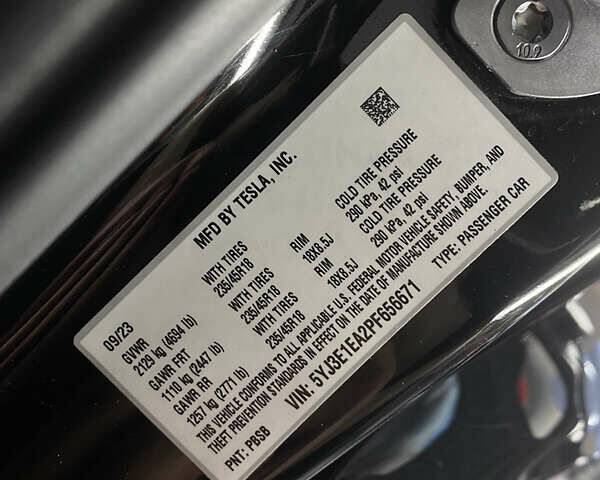 MFD BY TESLA, INC.
09/23
GVWR
2129 kg (4694 lb) WITH TIRES RIM COLD TIRE PRESSURE
GAWR FRT 235/45R18 18X8.5J 290 kPa, 42 psi
1110 kg (2447 lb) WITH TIRES RIM COLD TIRE PRESSURE
GAWR RR 235/45R18 18X8.5J 290 kPa, 42 psi
1257 kg (2771 lb) WITH TIRES
235/45R18
THIS VEHICLE CONFORMS TO ALL APPLICABLE U.S. FEDERAL MOTOR VEHICLE SAFETY, BUMPER, AND
THEFT PREVENTION STANDARDS IN EFFECT ON THE DATE OF MANUFACTURE SHOWN ABOVE.
VIN: 5YJ3E1EA2PF656671 TYPE: PASSENGER CAR
PNT: PBSB
10.9